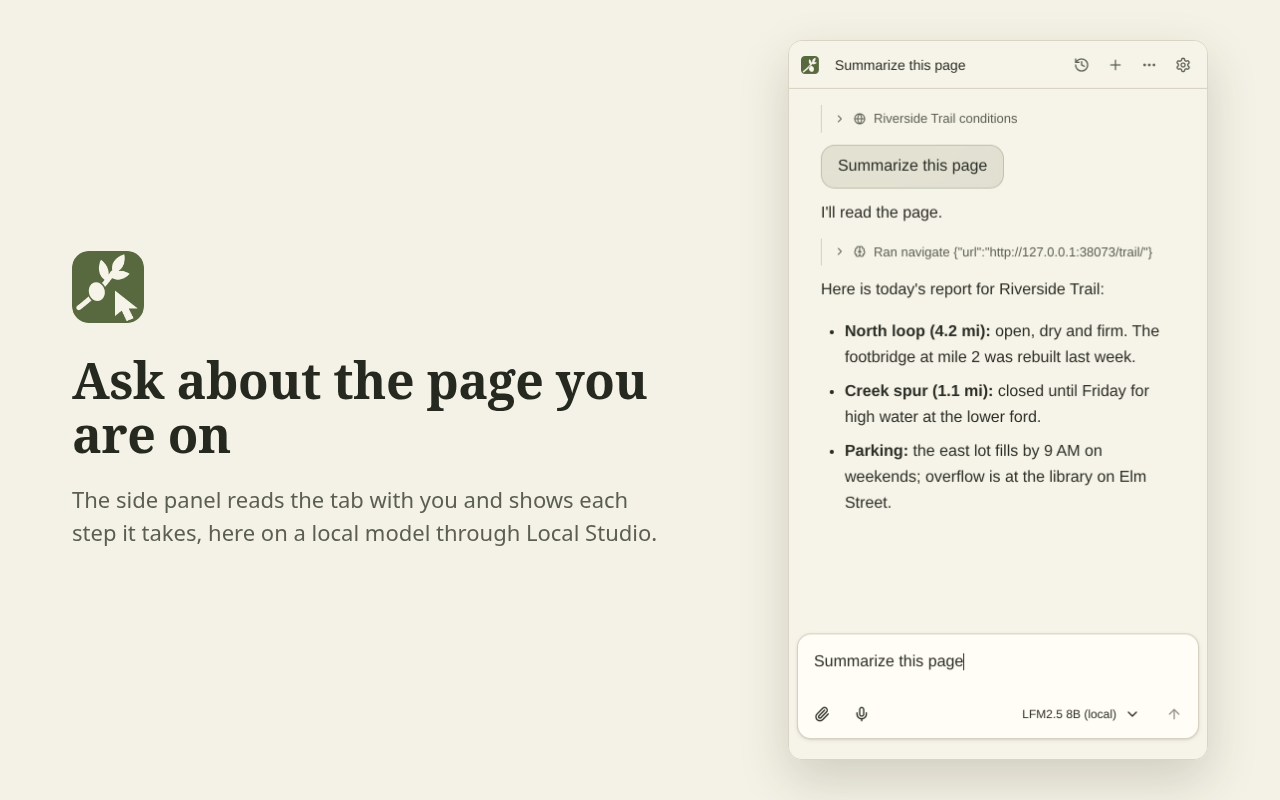 Ask about the page you
are on
The side panel reads the tab with you and shows each
step it takes, here on a local model through Local Studio.
Summarize this page
Riverside Trail conditions
Summarize this page
I'll read the page.
Ran navigate {"url":"http://127.0.0.1:38073/trail/"}
Here is today's report for Riverside Trail:
• North loop (4.2 mi): open, dry and firm. The
footbridge at mile 2 was rebuilt last week.
• Creek spur (1.1 mi): closed until Friday for
high water at the lower ford.
• Parking: the east lot fills by 9 AM on
weekends; overflow is at the library on Elm
Street.
Summarize this page
LFM2.5 8B (local)